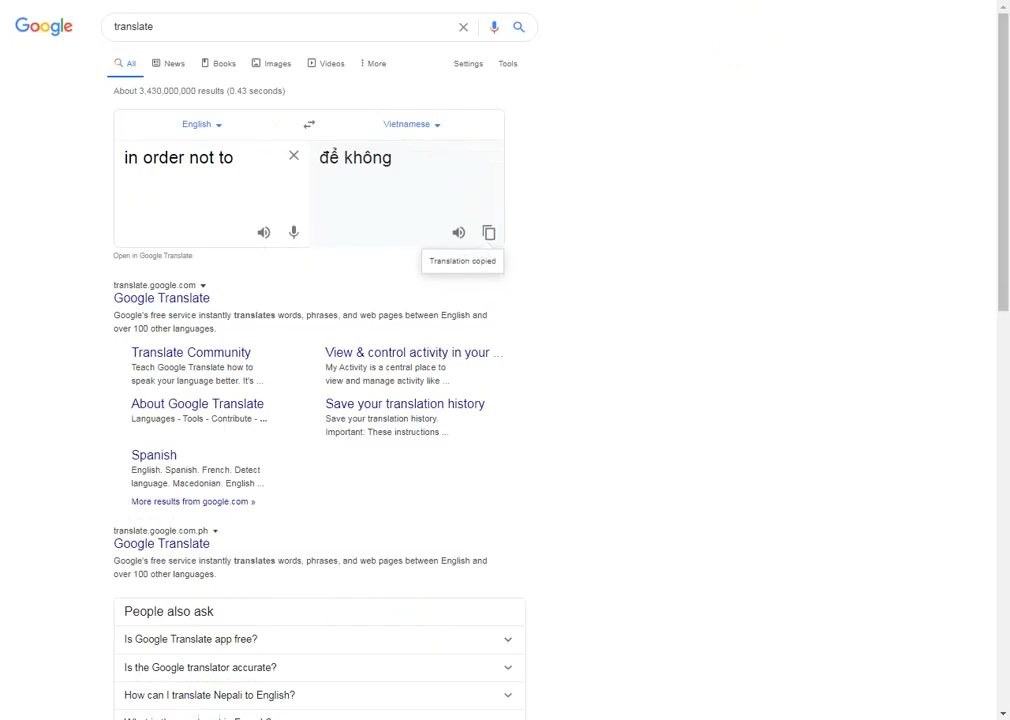 Google
translate
All News Books Images Videos More Settings Tools
About 3,430,000,000 results (0.43 seconds)
English Vietnamese
in order not to để không
Translation copied
Open in Google Translate
translate.google.com
Google Translate
Google's free service instantly translates words, phrases, and web pages between English and
over 100 other languages.
Translate Community
Teach Google Translate how to
speak your language better. It's ...
View & control activity in your ...
My Activity is a central place to
view and manage activity like ...
About Google Translate
Languages - Tools - Contribute - ...
Save your translation history
Save your translation history.
Important: These instructions ...
Spanish
English. Spanish. French. Detect
language. Macedonian. English ...
More results from google.com »
translate.google.com.ph
Google Translate
Google's free service instantly translates words, phrases, and web pages between English and
over 100 other languages.
People also ask
Is Google Translate app free?
Is the Google translator accurate?
How can I translate Nepali to English?